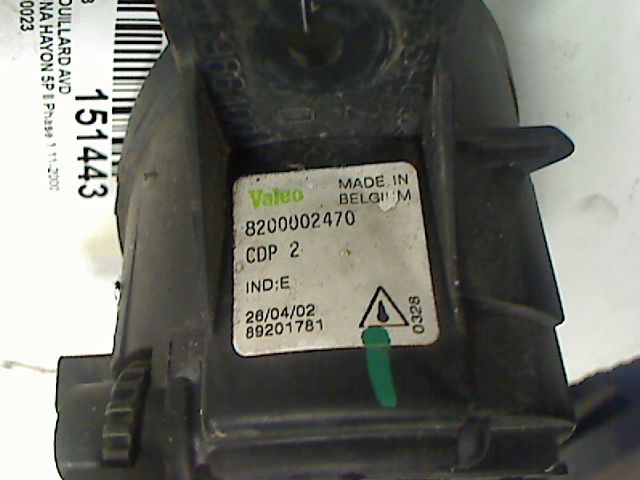 Valeo
MADE IN
BELGIUM
8200002470
CDP 2
IND:E
26/04/02
89201781
0328
151443
OUILLARD AVD
NA HAYON 5P II Phase 1 11-2002
0023